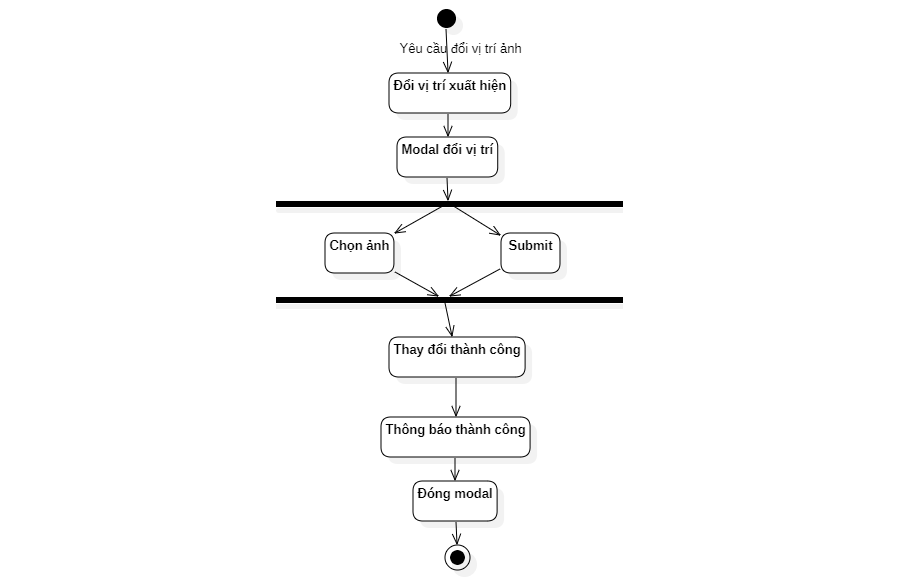 Yêu cầu đổi vị trí ảnh
Đổi vị trí xuất hiện
Modal đổi vị trí
Chọn ảnh
Submit
Thay đổi thành công
Thông báo thành công
Đóng modal